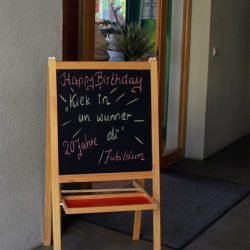 Happy Birthday
"Kiek in
un wunner
di"
20 Jahre
Jubiläum